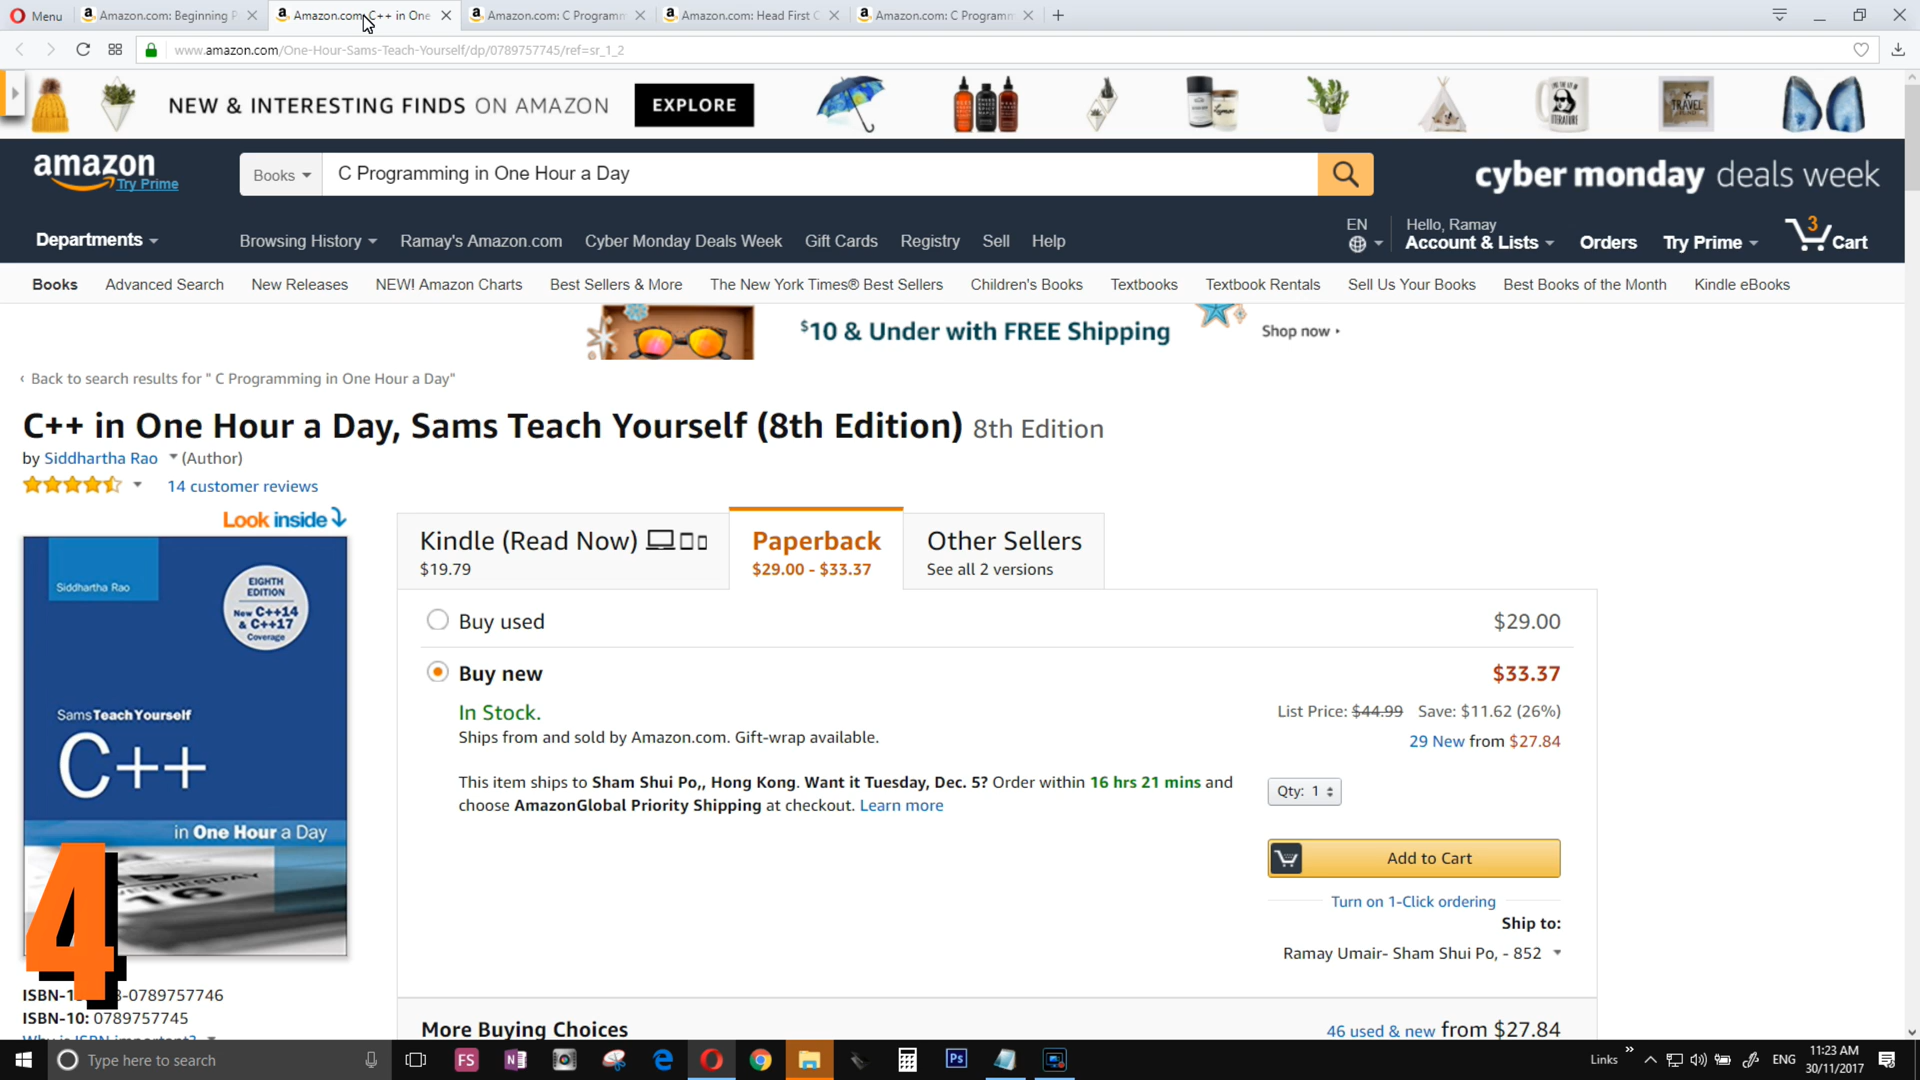 Menu
Amazon.com: Beginning P
Amazon.com: C++ in One
Amazon.com: C Programm
Amazon.com: Head First C
Amazon.com: C Programm
www.amazon.com/One-Hour-Sams-Teach-Yourself/dp/0789757745/ref=sr_1_2
NEW & INTERESTING FINDS ON AMAZON
EXPLORE
LITERATURE
TRAVEL
amazon
Try Prime
Books
C Programming in One Hour a Day
cyber monday deals week
Departments
Browsing History
Ramay's Amazon.com
Cyber Monday Deals Week
Gift Cards
Registry
Sell
Help
EN
Hello, Ramay
Account & Lists
Orders
Try Prime
3
Cart
Books
Advanced Search
New Releases
NEW! Amazon Charts
Best Sellers & More
The New York Times® Best Sellers
Children's Books
Textbooks
Textbook Rentals
Sell Us Your Books
Best Books of the Month
Kindle eBooks
$10 & Under with FREE Shipping
Shop now ›
‹ Back to search results for " C Programming in One Hour a Day"
C++ in One Hour a Day, Sams Teach Yourself (8th Edition) 8th Edition
by Siddhartha Rao (Author)
14 customer reviews
Look inside
Siddhartha Rao
EIGHTH
EDITION
New C++14
& C++17
Coverage
Sams Teach Yourself
C++
in One Hour a Day
WEDNESDAY
16
4
Kindle (Read Now)
$19.79
Paperback
$29.00 - $33.37
Other Sellers
See all 2 versions
Buy used
$29.00
Buy new
$33.37
In Stock.
List Price: $44.99 Save: $11.62 (26%)
Ships from and sold by Amazon.com. Gift-wrap available.
29 New from $27.84
This item ships to Sham Shui Po,, Hong Kong. Want it Tuesday, Dec. 5? Order within 16 hrs 21 mins and
choose AmazonGlobal Priority Shipping at checkout. Learn more
Qty: 1
Add to Cart
Turn on 1-Click ordering
Ship to:
Ramay Umair- Sham Shui Po, - 852
ISBN-1 -0789757746
ISBN-10: 0789757745
Why is ISBN important?
More Buying Choices
46 used & new from $27.84
Type here to search
FS
N
Ps
Links
ENG
11:23 AM
30/11/2017